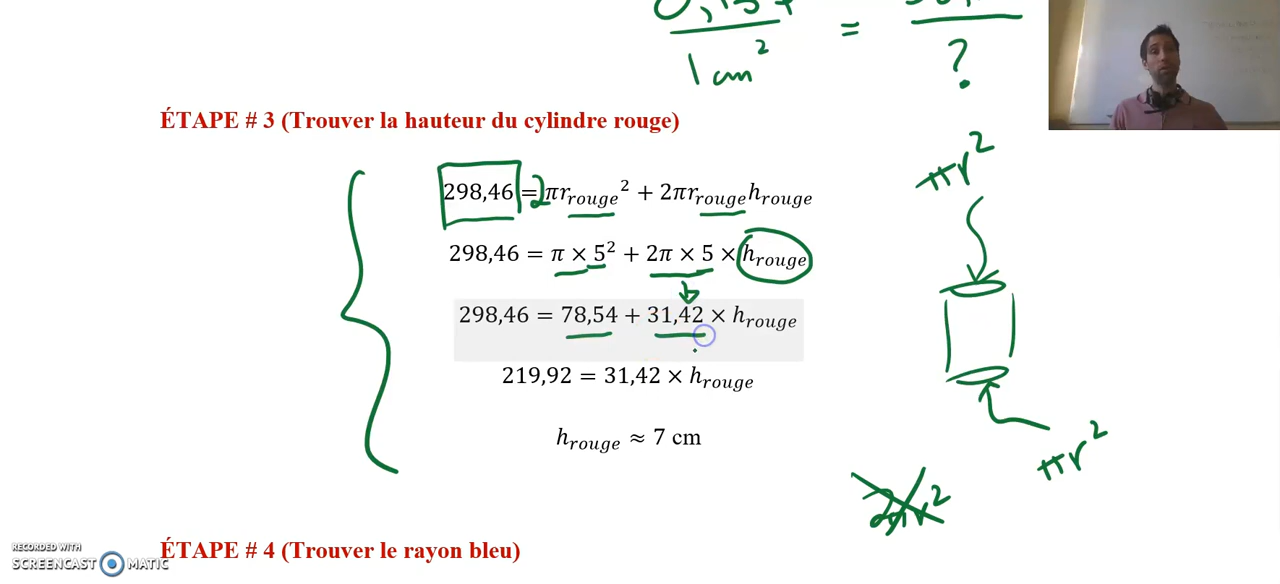 1 cm² = ?
ÉTAPE # 3 (Trouver la hauteur du cylindre rouge)
πr²
298,46 = 2πr_rouge² + 2πr_rouge h_rouge
298,46 = π × 5² + 2π × 5 × h_rouge
298,46 = 78,54 + 31,42 × h_rouge
219,92 = 31,42 × h_rouge
h_rouge ≈ 7 cm
πr²
RECORDED WITH
SCREENCAST MATIC
ÉTAPE # 4 (Trouver le rayon bleu)